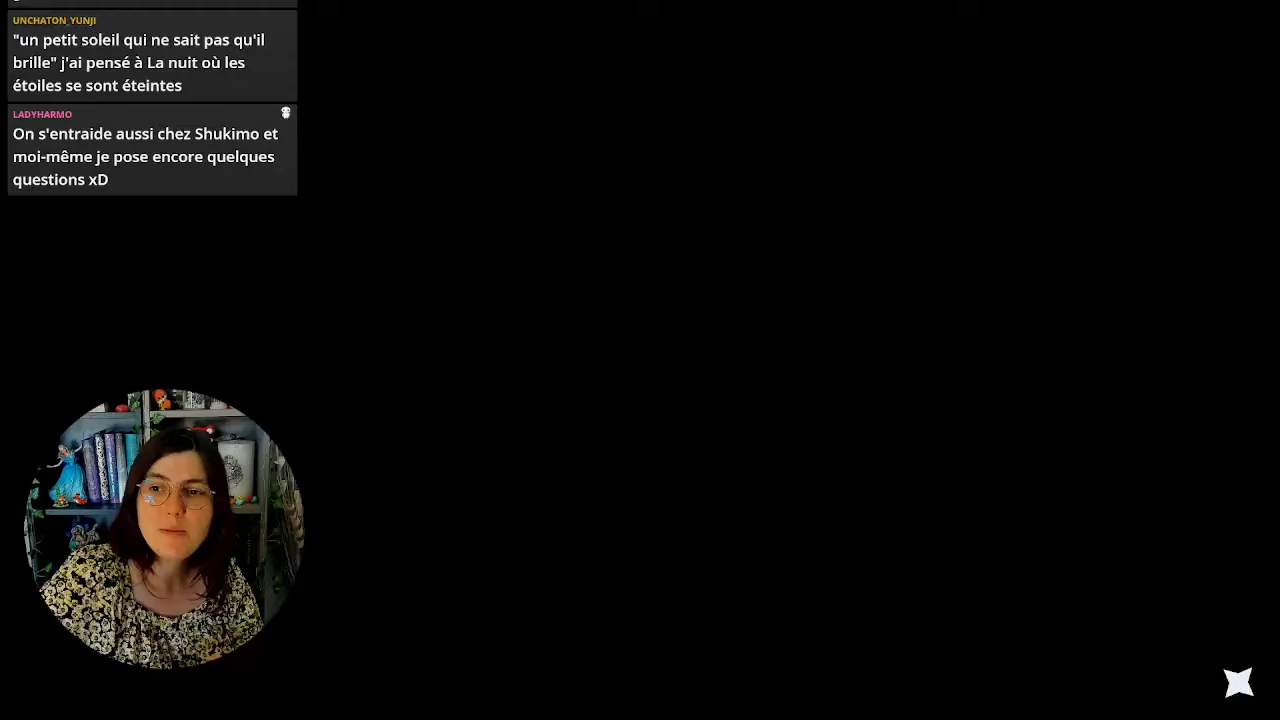 UNCHATON_YUNJI
"un petit soleil qui ne sait pas qu'il
brille" j'ai pensé à La nuit où les
étoiles se sont éteintes
LADYHARMO
On s'entraide aussi chez Shukimo et
moi-même je pose encore quelques
questions xD